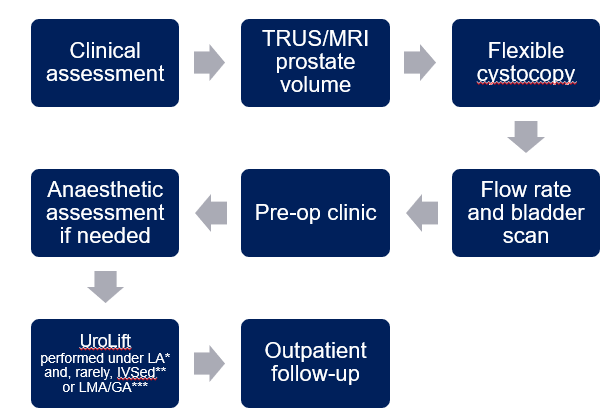 Clinical
assessment
TRUS/MRI
prostate
volume
Flexible
cystocopy
Flow rate
and bladder
scan
Pre-op clinic
Anaesthetic
assessment
if needed
UroLift
performed under LA*
and, rarely, IVSed**
or LMA/GA***
Outpatient
follow-up